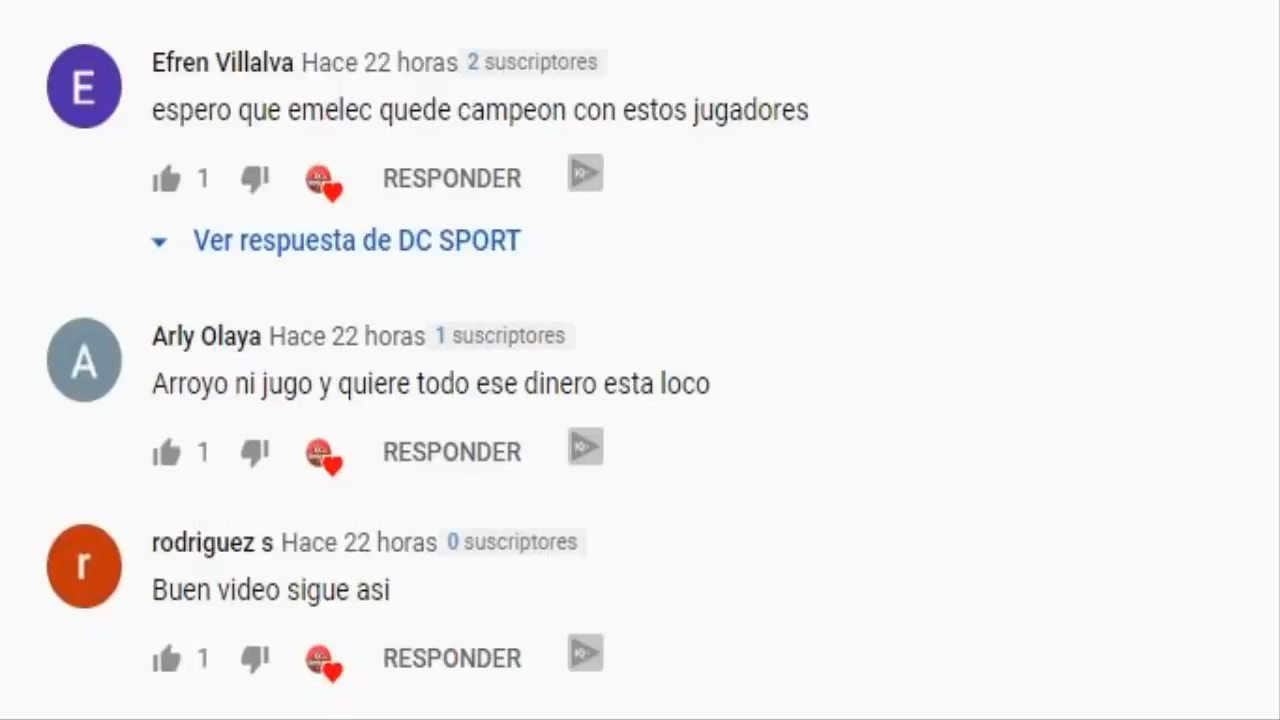 E
Efren Villalva Hace 22 horas 2 suscriptores
espero que emelec quede campeon con estos jugadores
1 RESPONDER
Ver respuesta de DC SPORT
A
Arly Olaya Hace 22 horas 1 suscriptores
Arroyo ni jugo y quiere todo ese dinero esta loco
1 RESPONDER
r
rodriguez s Hace 22 horas 0 suscriptores
Buen video sigue asi
1 RESPONDER